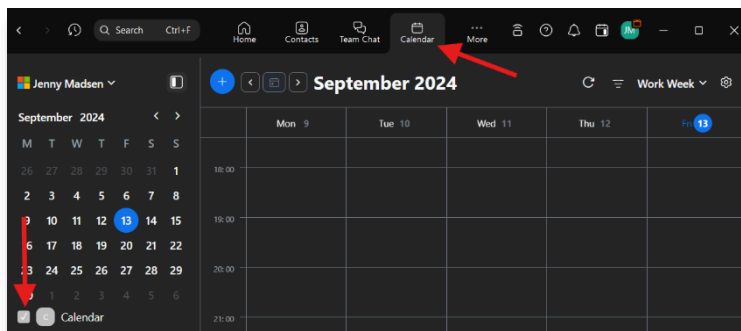 Search Ctrl+F
Home Contacts Team Chat Calendar More JM
Jenny Madsen
September 2024 Work Week
September 2024
M T W T F S S
Mon 9 Tue 10 Wed 11 Thu 12 Fri 13
26 27 28 29 30 31 1
18:00
2 3 4 5 6 7 8
9 10 11 12 13 14 15
19:00
16 17 18 19 20 21 22
23 24 25 26 27 28 29
20:00
1 2 3 4 5 6
C Calendar
21:00